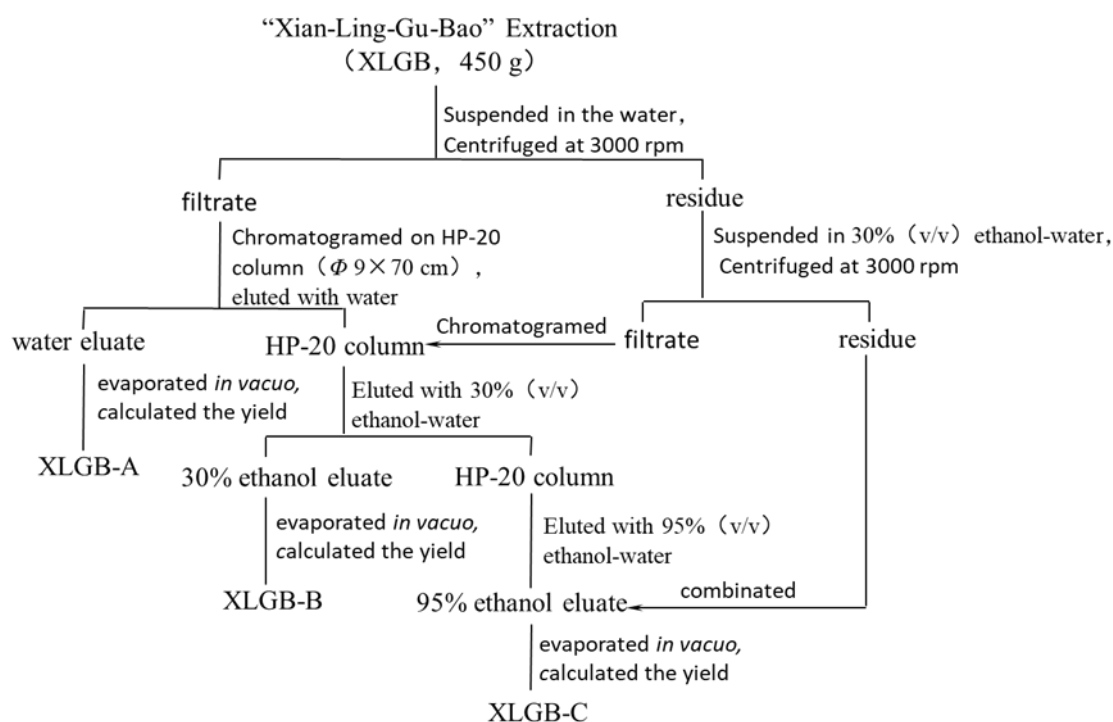 “Xian-Ling-Gu-Bao” Extraction
（XLGB，450 g）
Suspended in the water，
Centrifuged at 3000 rpm
filtrate
residue
Chromatogramed on HP-20
column（Φ 9×70 cm），
eluted with water
Suspended in 30%（v/v）ethanol-water，
Centrifuged at 3000 rpm
water eluate
HP-20 column
Chromatogramed
filtrate
residue
evaporated in vacuo,
calculated the yield
Eluted with 30%（v/v）
ethanol-water
XLGB-A
30% ethanol eluate
HP-20 column
evaporated in vacuo,
calculated the yield
Eluted with 95%（v/v）
ethanol-water
XLGB-B
95% ethanol eluate
combinated
evaporated in vacuo,
calculated the yield
XLGB-C